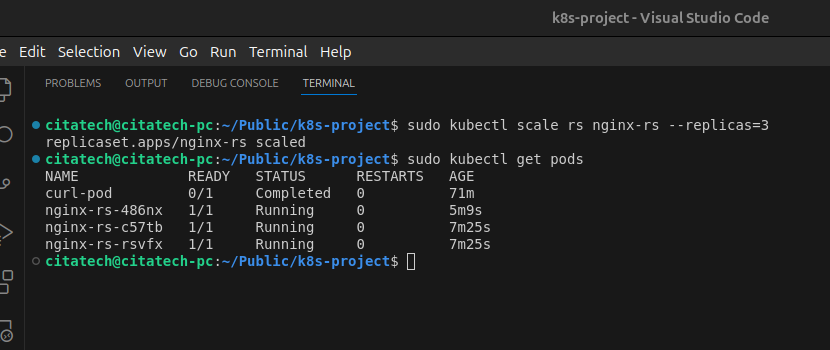 k8s-project - Visual Studio Code
e Edit Selection View Go Run Terminal Help
PROBLEMS OUTPUT DEBUG CONSOLE TERMINAL
citatech@citatech-pc:~/Public/k8s-project$ sudo kubectl scale rs nginx-rs --replicas=3
replicaset.apps/nginx-rs scaled
citatech@citatech-pc:~/Public/k8s-project$ sudo kubectl get pods
NAME READY STATUS RESTARTS AGE
curl-pod 0/1 Completed 0 71m
nginx-rs-486nx 1/1 Running 0 5m9s
nginx-rs-c57tb 1/1 Running 0 7m25s
nginx-rs-rsvfx 1/1 Running 0 7m25s
citatech@citatech-pc:~/Public/k8s-project$